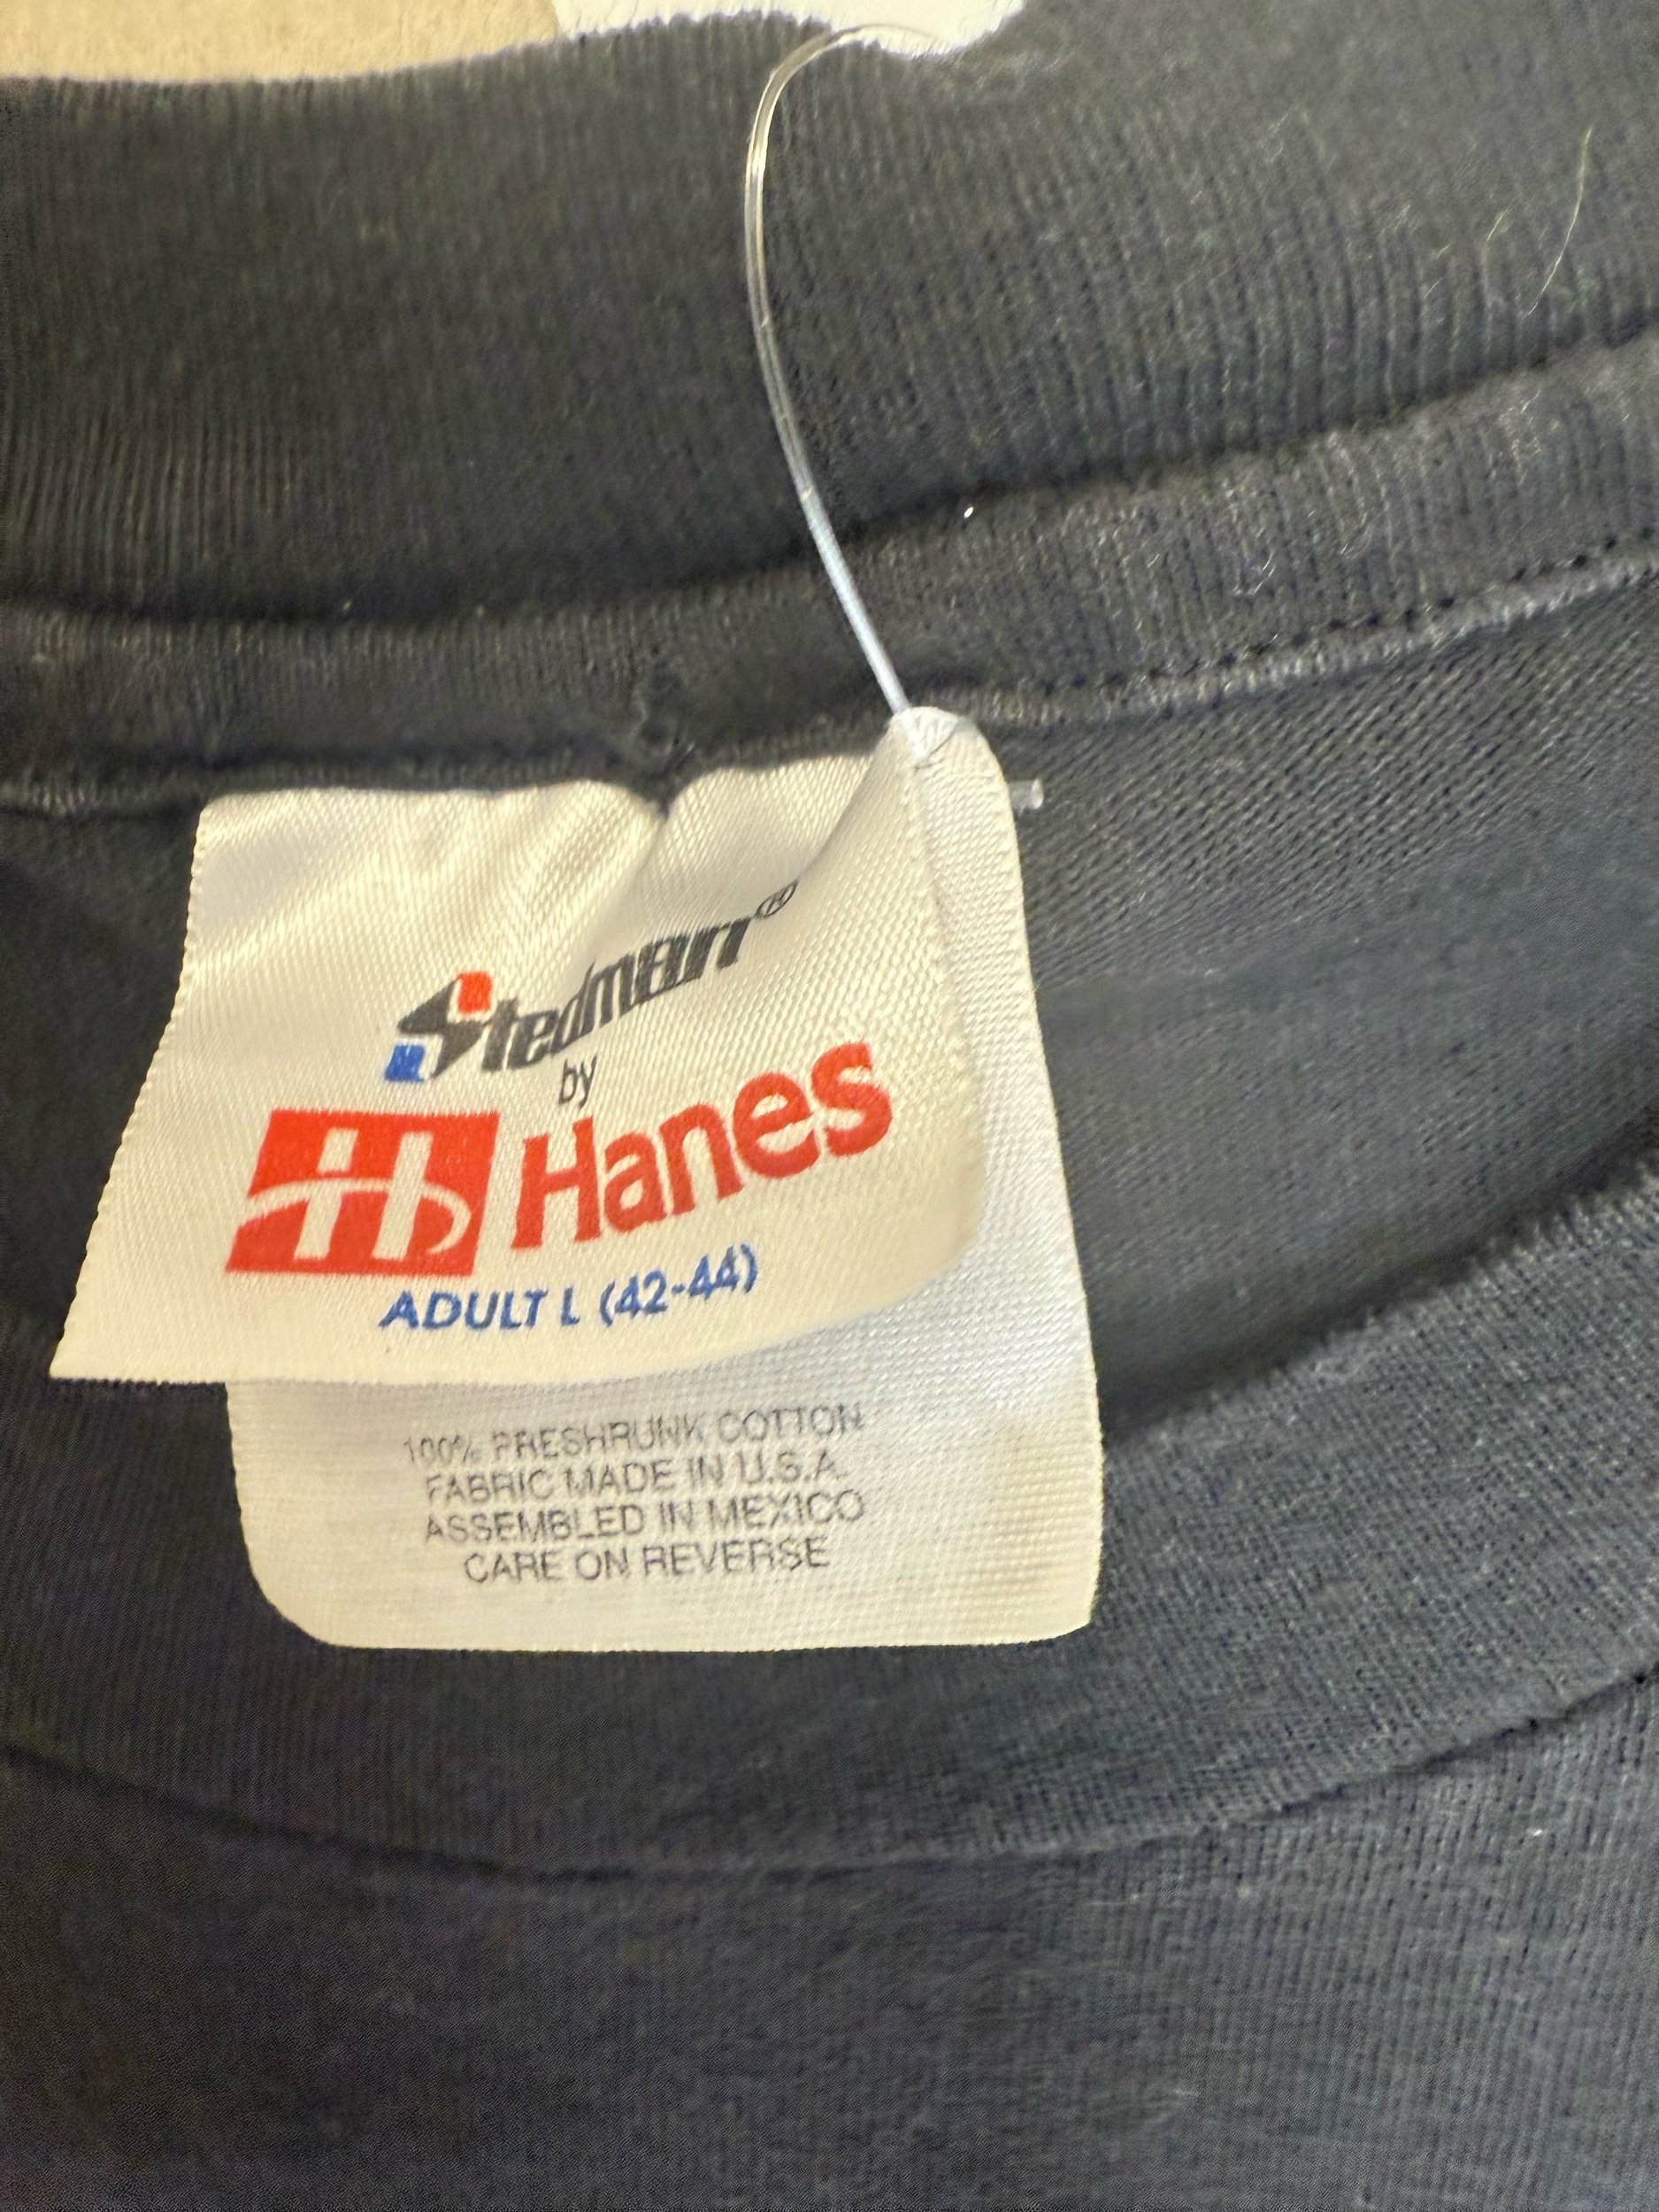 Stedman®
by
Hanes
ADULT L (42-44)
100% PRESHRUNK COTTON
FABRIC MADE IN U.S.A.
ASSEMBLED IN MEXICO
CARE ON REVERSE